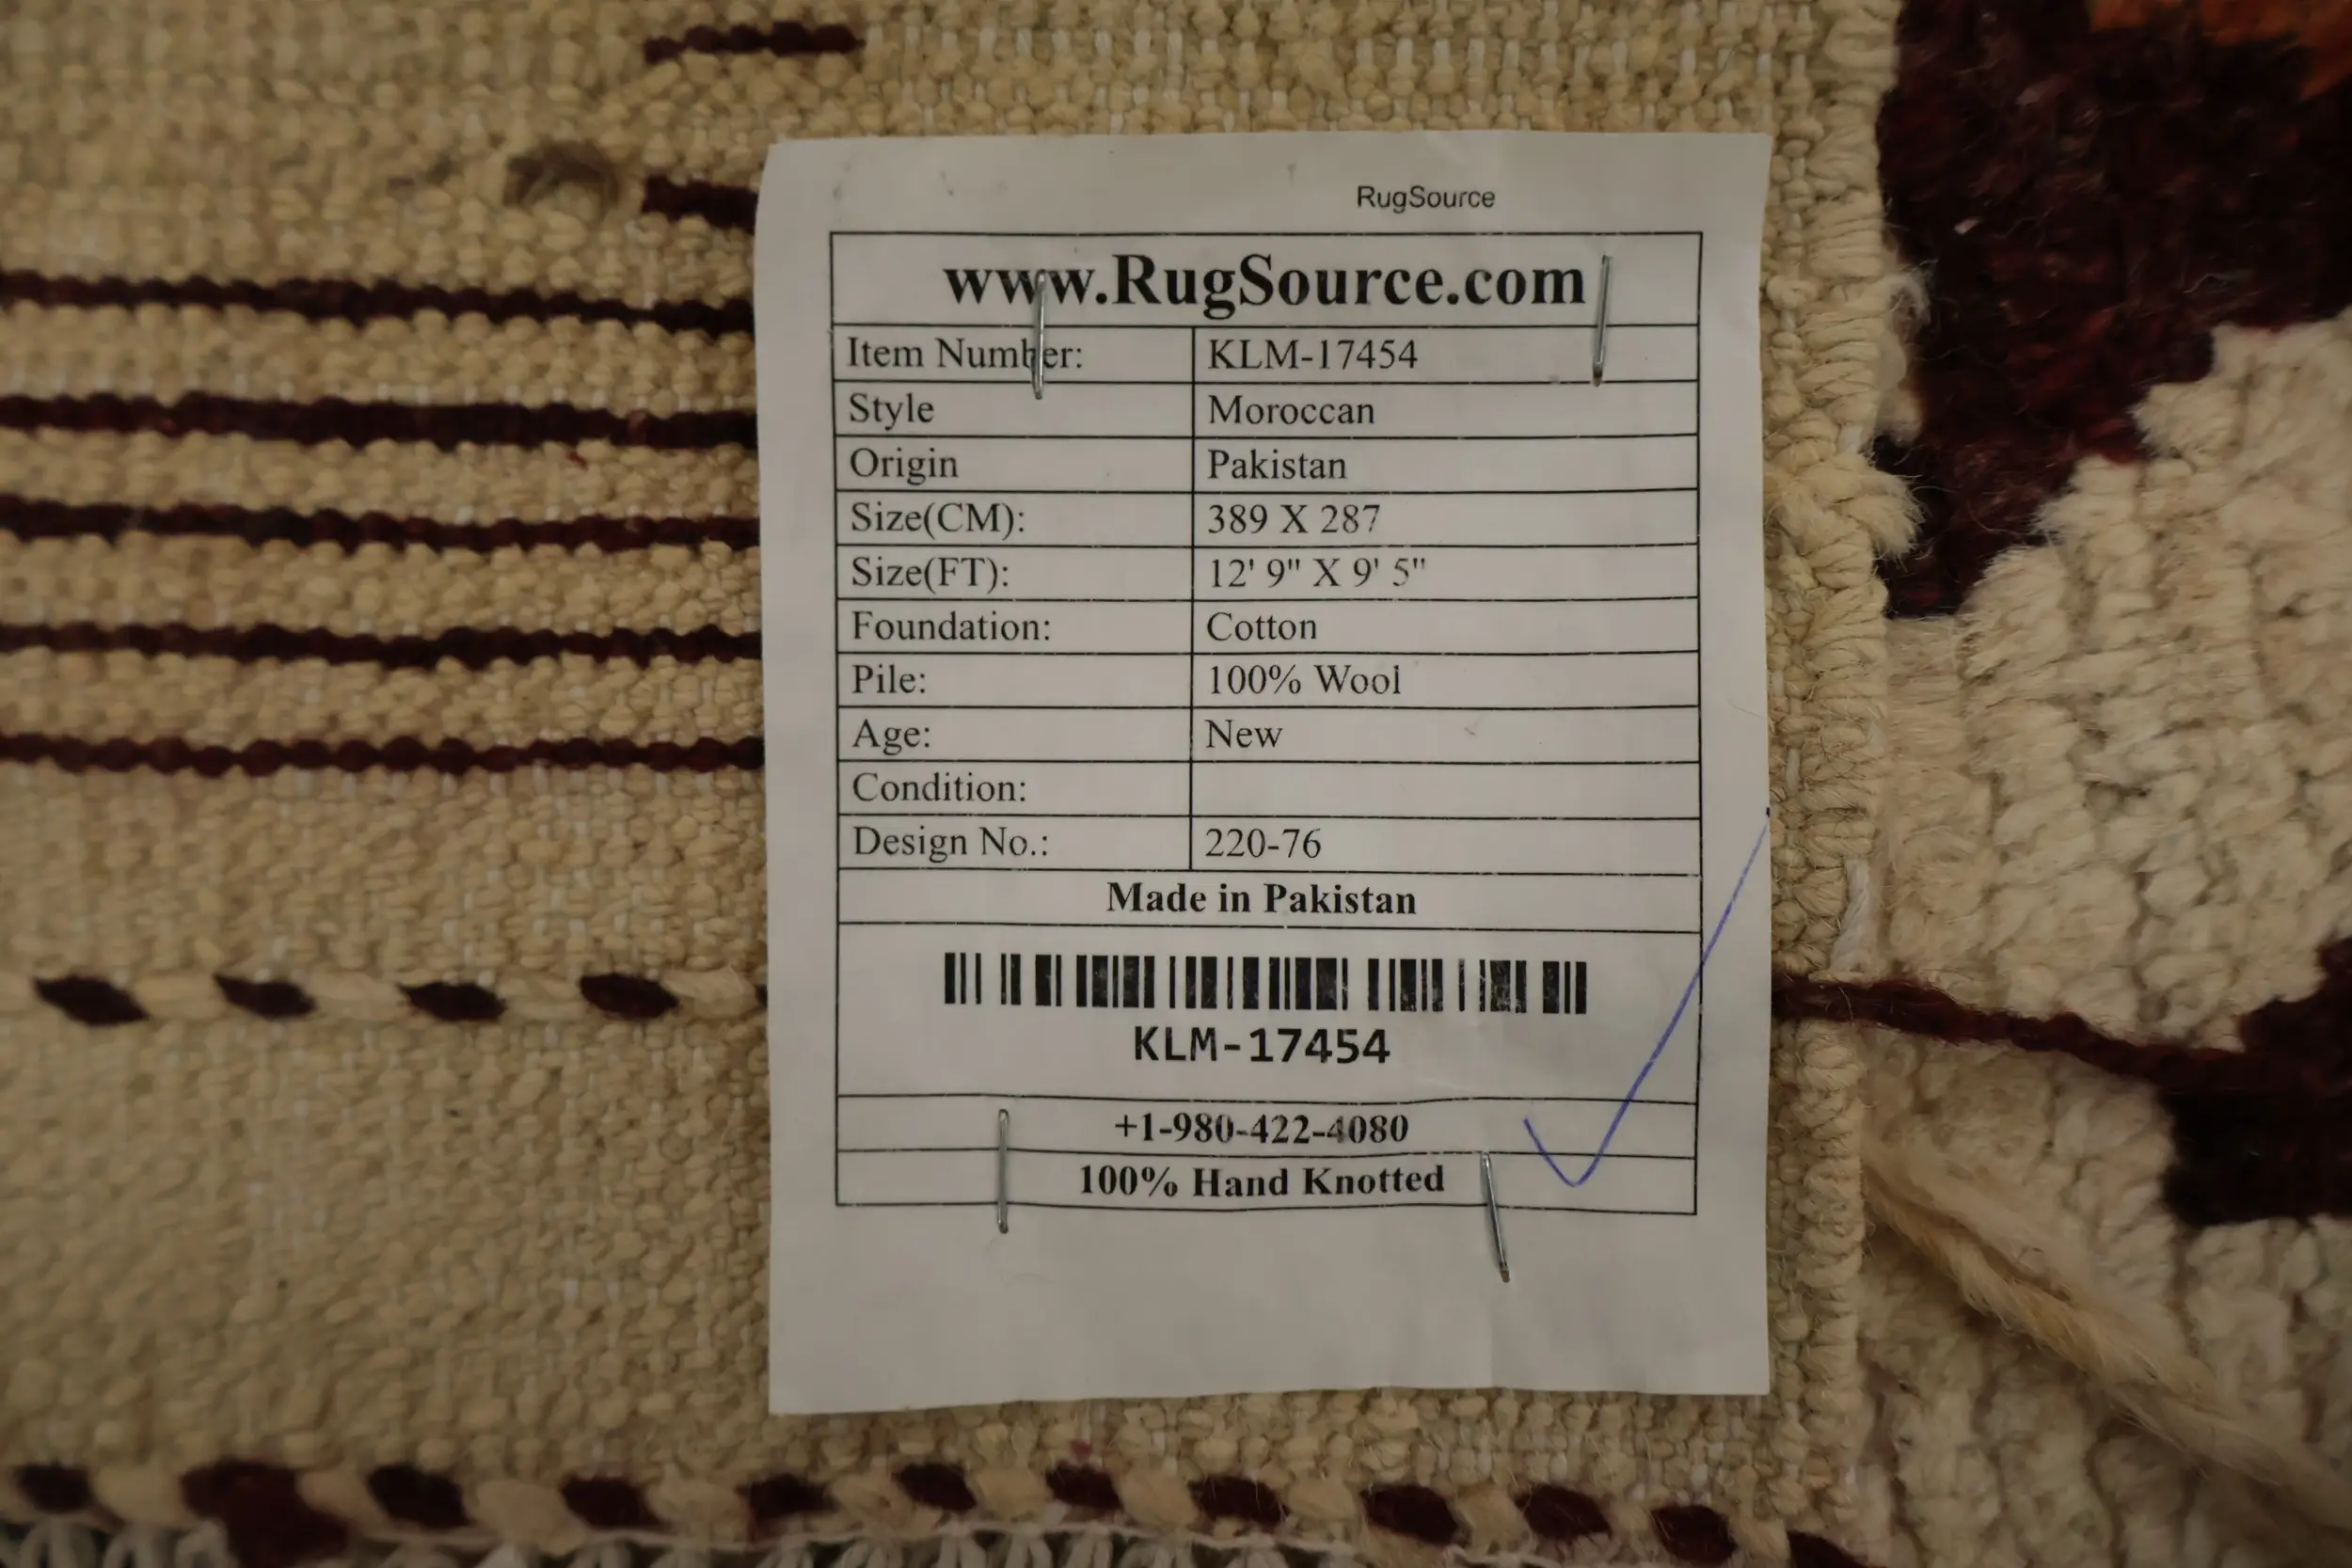 RugSource
www.RugSource.com
Item Number: KLM-17454
Style Moroccan
Origin Pakistan
Size(CM): 389 X 287
Size(FT): 12' 9" X 9' 5"
Foundation: Cotton
Pile: 100% Wool
Age: New
Condition:
Design No.: 220-76
Made in Pakistan
KLM-17454
+1-980-422-4080
100% Hand Knotted